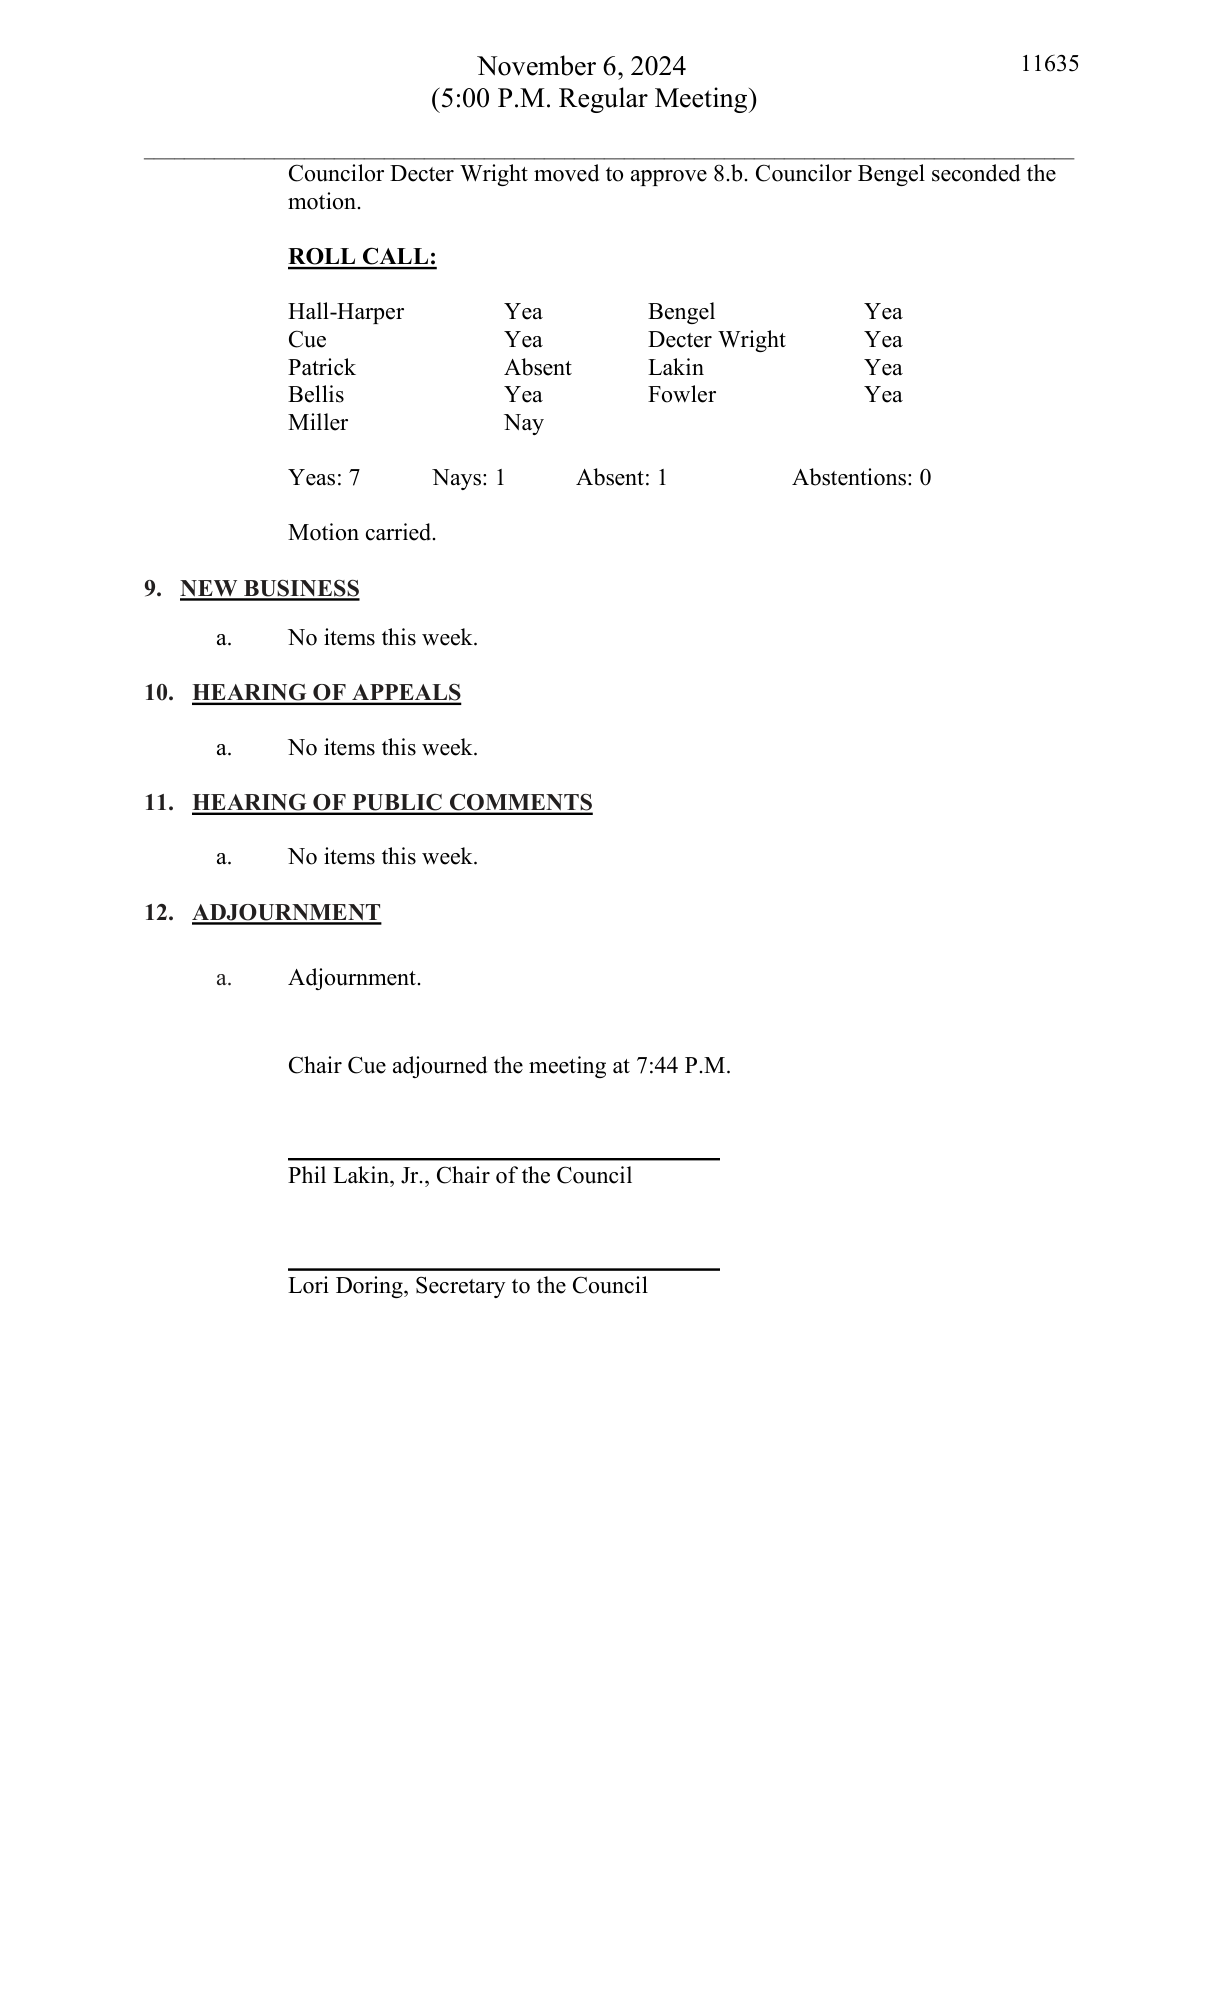 November 6, 2024 11635
(5:00 P.M. Regular Meeting)
Councilor Decter Wright moved to approve 8.b. Councilor Bengel seconded the
motion.
ROLL CALL:
Hall-Harper Yea Bengel Yea
Cue Yea Decter Wright Yea
Patrick Absent Lakin Yea
Bellis Yea Fowler Yea
Miller Nay
Yeas: 7 Nays: 1 Absent: 1 Abstentions: 0
Motion carried.
9. NEW BUSINESS
a. No items this week.
10. HEARING OF APPEALS
a. No items this week.
11. HEARING OF PUBLIC COMMENTS
a. No items this week.
12. ADJOURNMENT
a. Adjournment.
Chair Cue adjourned the meeting at 7:44 P.M.
Phil Lakin, Jr., Chair of the Council
Lori Doring, Secretary to the Council